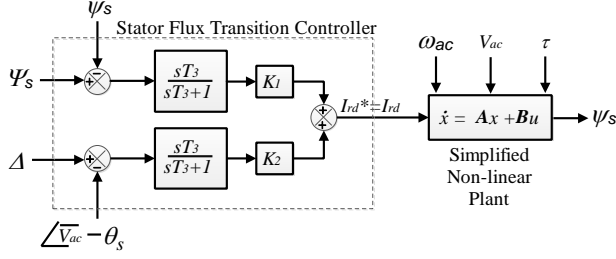 ψs
Stator Flux Transition Controller
Ψs
sT3
sT3+1
K1
Ird*=Ird
ωac
Vac
τ
ẋ = Ax +Bu
ψs
Simplified
Non-linear
Plant
Δ
sT3
sT3+1
K2
∠V̅ac − θs